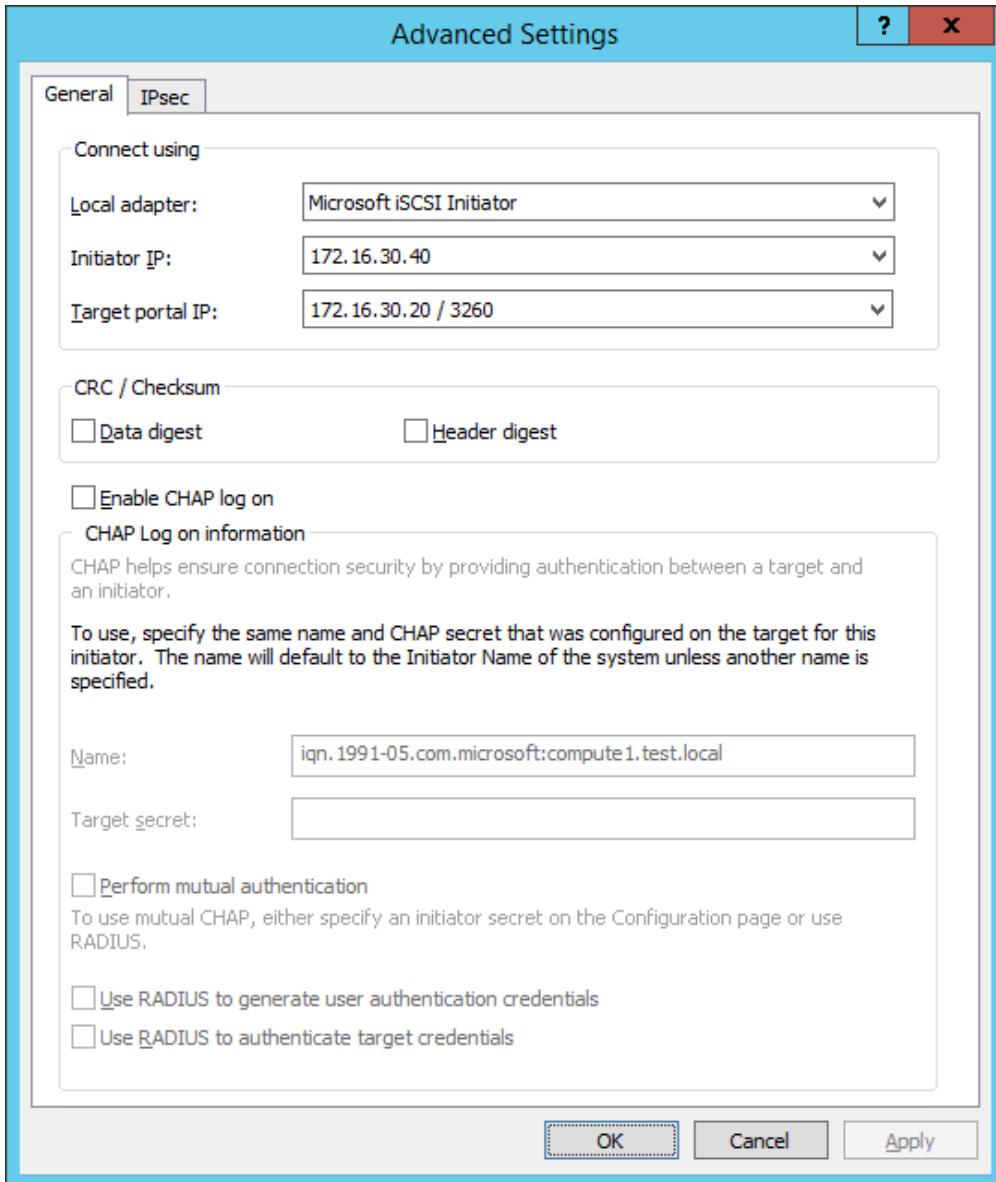 Advanced Settings
? x
General IPsec
Connect using
Local adapter: Microsoft iSCSI Initiator
Initiator IP: 172.16.30.40
Target portal IP: 172.16.30.20 / 3260
CRC / Checksum
Data digest Header digest
Enable CHAP log on
CHAP Log on information
CHAP helps ensure connection security by providing authentication between a target and
an initiator.
To use, specify the same name and CHAP secret that was configured on the target for this
initiator. The name will default to the Initiator Name of the system unless another name is
specified.
Name: iqn.1991-05.com.microsoft:compute1.test.local
Target secret:
Perform mutual authentication
To use mutual CHAP, either specify an initiator secret on the Configuration page or use
RADIUS.
Use RADIUS to generate user authentication credentials
Use RADIUS to authenticate target credentials
OK Cancel Apply